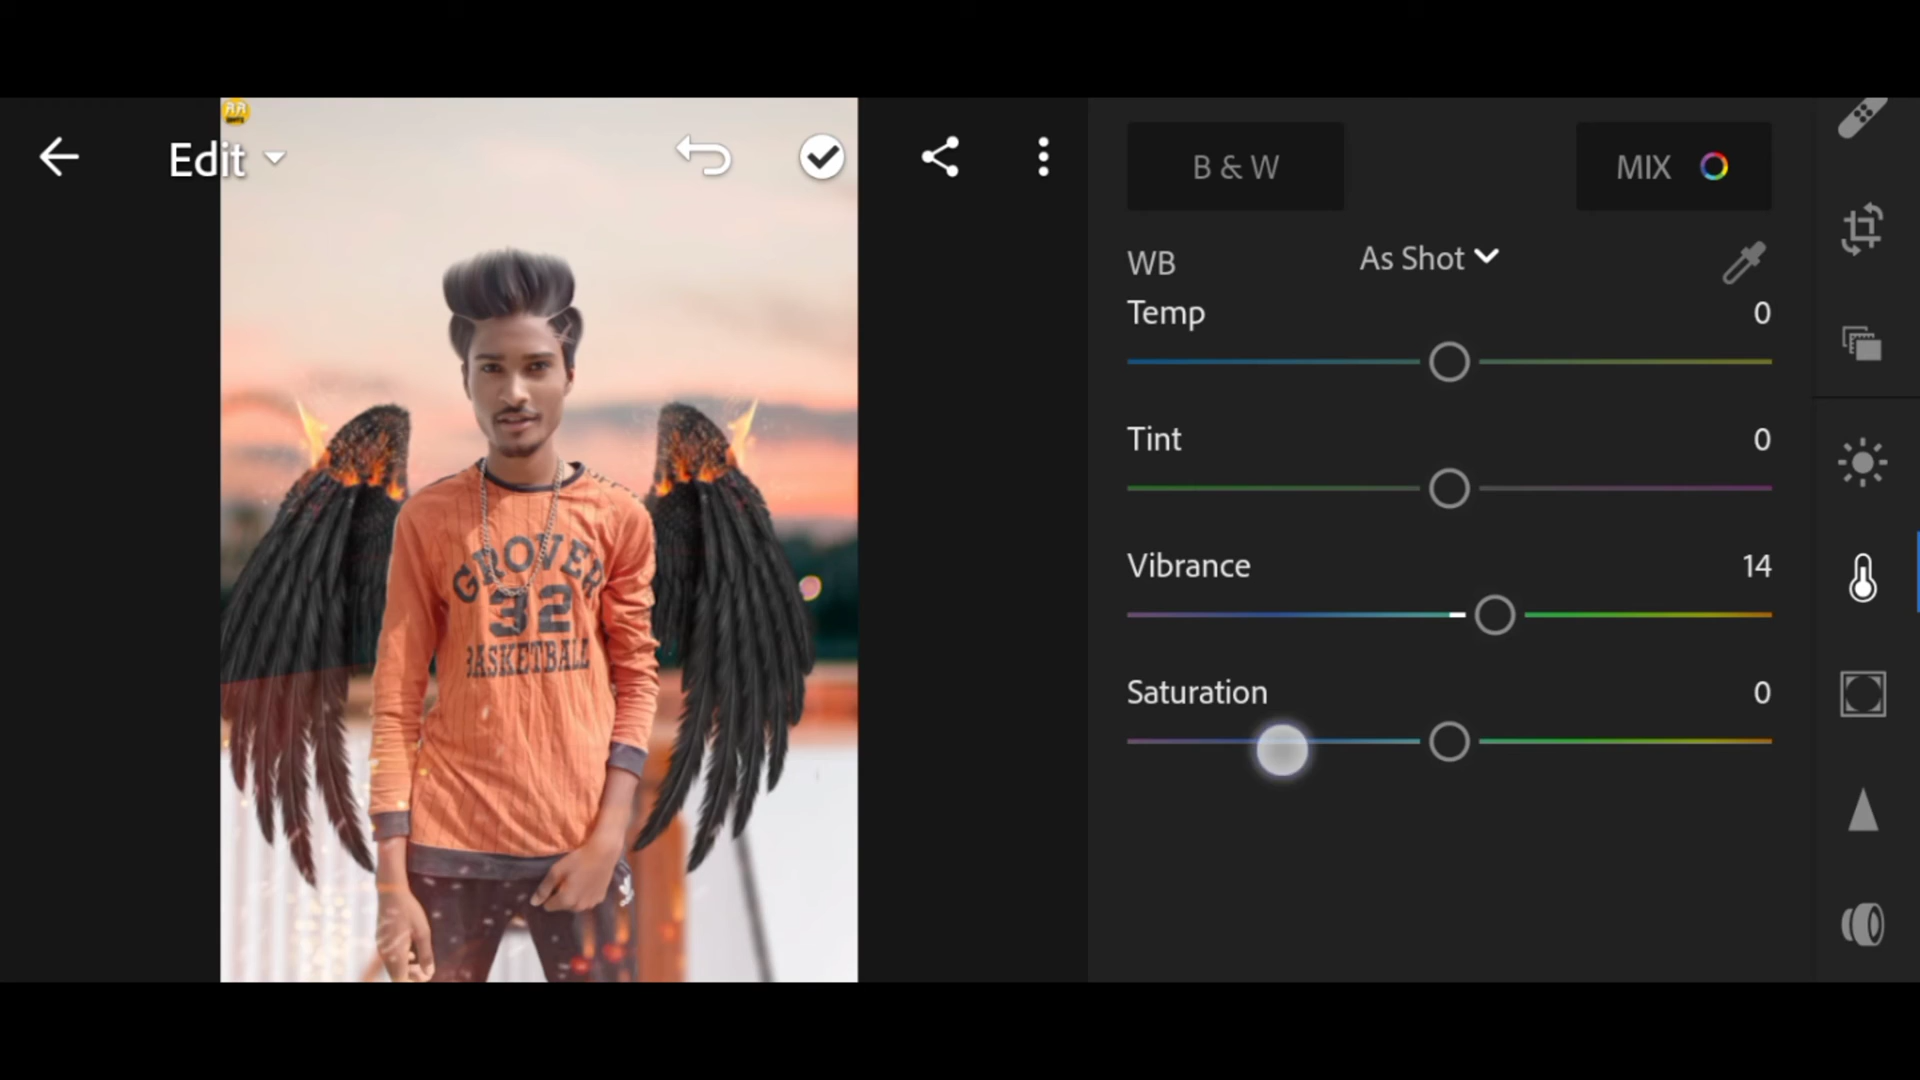 Edit
B & W
MIX
WB
As Shot
Temp
0
Tint
0
Vibrance
14
Saturation
0
GROVER
32
BASKETBALL